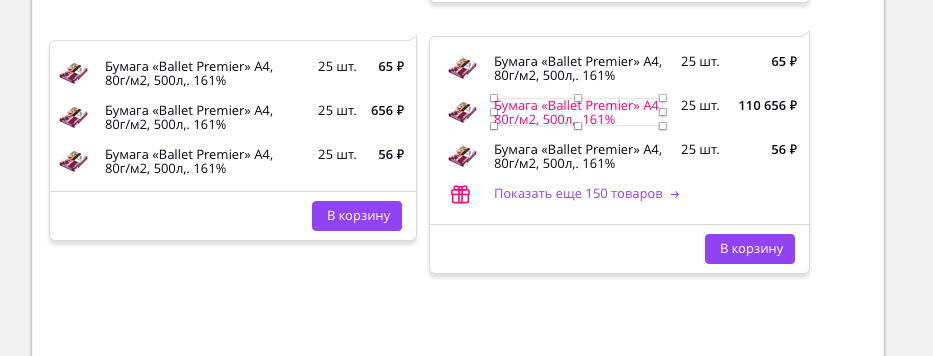 Бумага «Ballet Premier» А4, 25 шт. 65 ₽
80г/м2, 500л,. 161%
Бумага «Ballet Premier» А4, 25 шт. 656 ₽
80г/м2, 500л,. 161%
Бумага «Ballet Premier» А4, 25 шт. 56 ₽
80г/м2, 500л,. 161%
В корзину
Бумага «Ballet Premier» А4, 25 шт. 65 ₽
80г/м2, 500л,. 161%
Бумага «Ballet Premier» А4, 25 шт. 110 656 ₽
80г/м2, 500л,. 161%
Бумага «Ballet Premier» А4, 25 шт. 56 ₽
80г/м2, 500л,. 161%
Показать еще 150 товаров →
В корзину